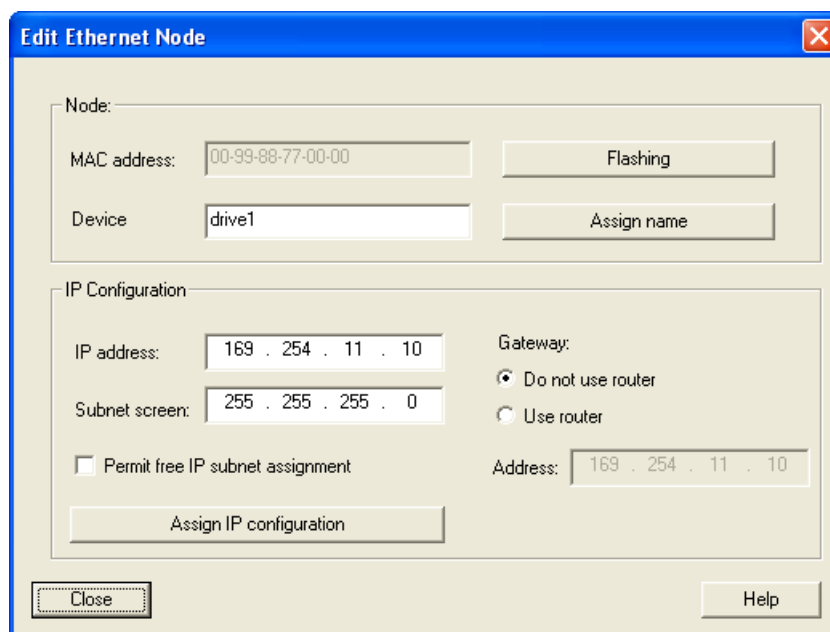 Edit Ethernet Node
Node:
MAC address: 00-99-88-77-00-00 Flashing
Device drive1 Assign name
IP Configuration
IP address: 169 . 254 . 11 . 10 Gateway:
Do not use router
Subnet screen: 255 . 255 . 255 . 0
Use router
Permit free IP subnet assignment Address: 169 . 254 . 11 . 10
Assign IP configuration
Close Help